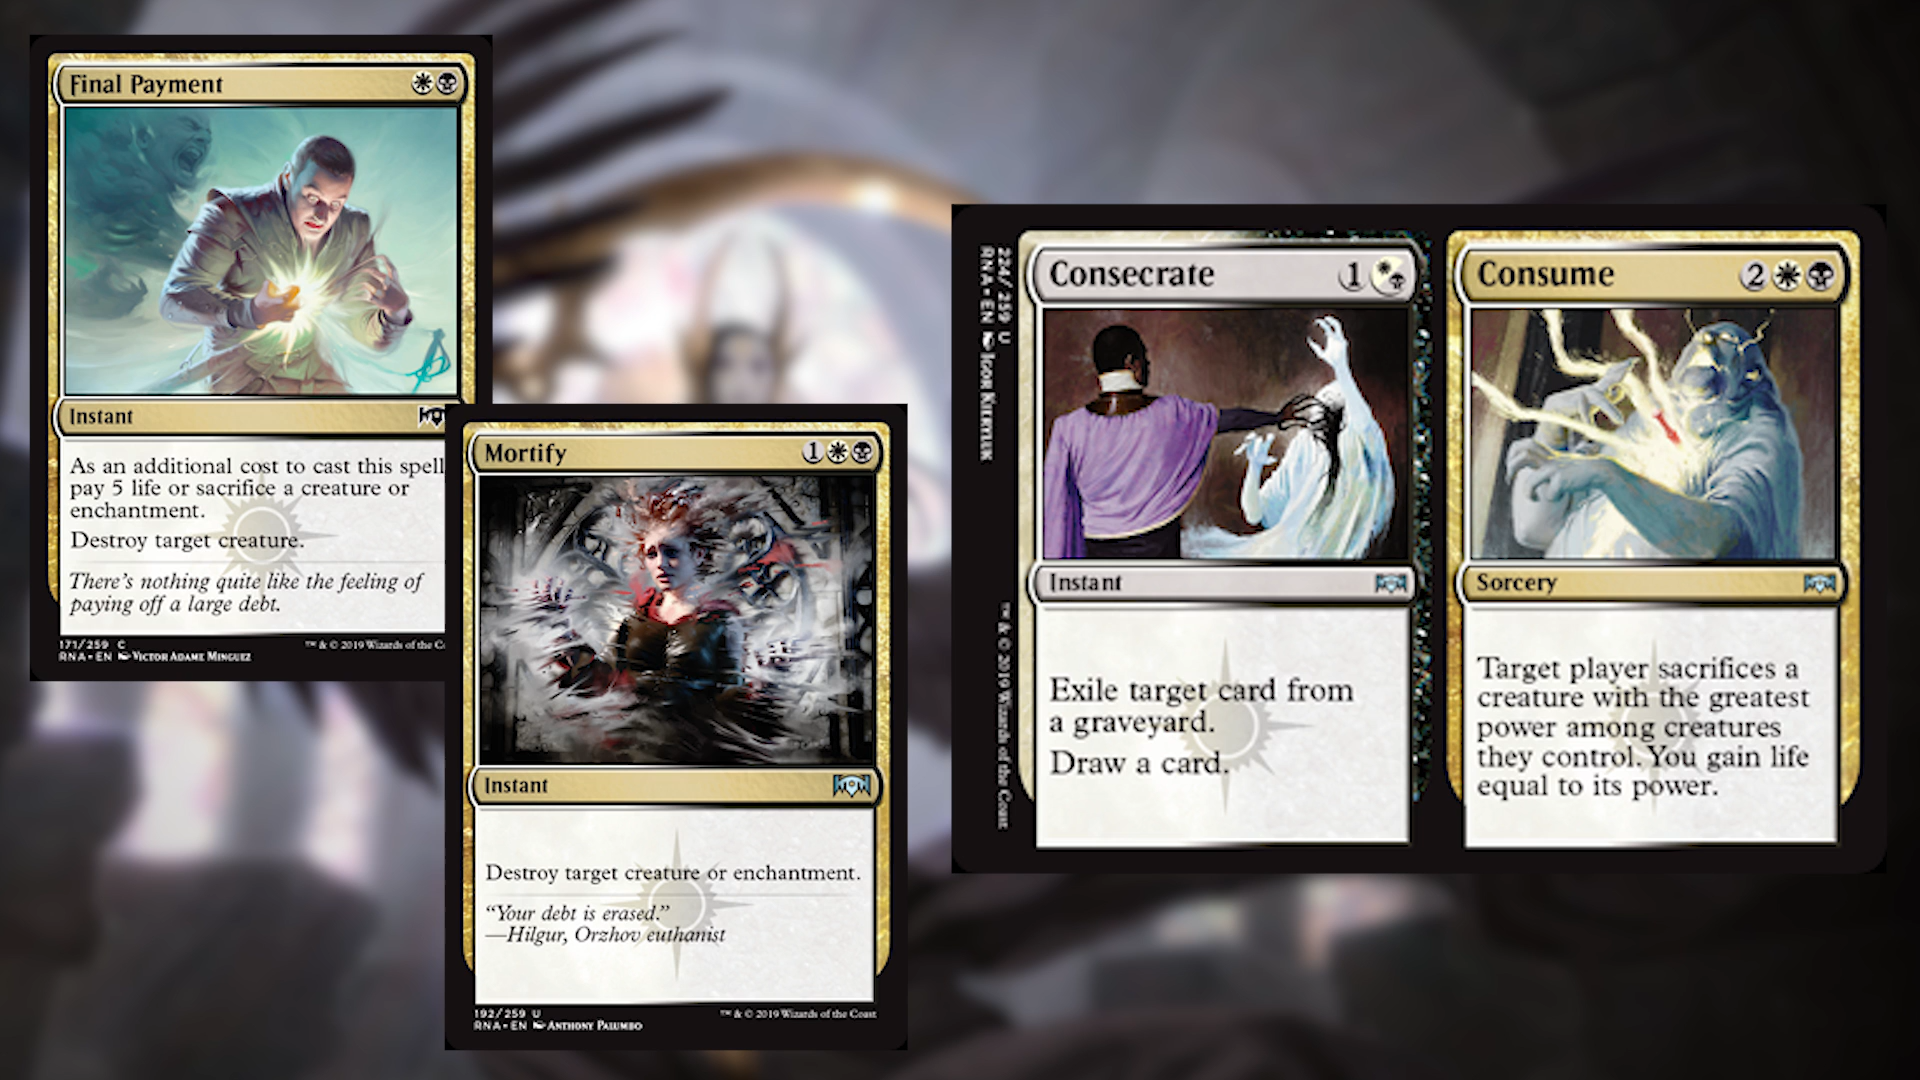 Final Payment
Instant
As an additional cost to cast this spell
pay 5 life or sacrifice a creature or
enchantment.
Destroy target creature.
There's nothing quite like the feeling of
paying off a large debt.
171/259 C
RNA • EN Victor Adame Minguez
™ & © 2019 Wizards of the Co
Mortify 1
Instant
Destroy target creature or enchantment.
“Your debt is erased.”
—Hilgur, Orzhov euthanist
192/259 U
RNA • EN Anthony Palumbo
™ & © 2019 Wizards of the Coast
224/259 U
RNA • EN Igor Kieryluk
™ & © 2019 Wizards of the Coast
Consecrate 1
Instant
Exile target card from
a graveyard.
Draw a card.
Consume 2
Sorcery
Target player sacrifices a
creature with the greatest
power among creatures
they control. You gain life
equal to its power.